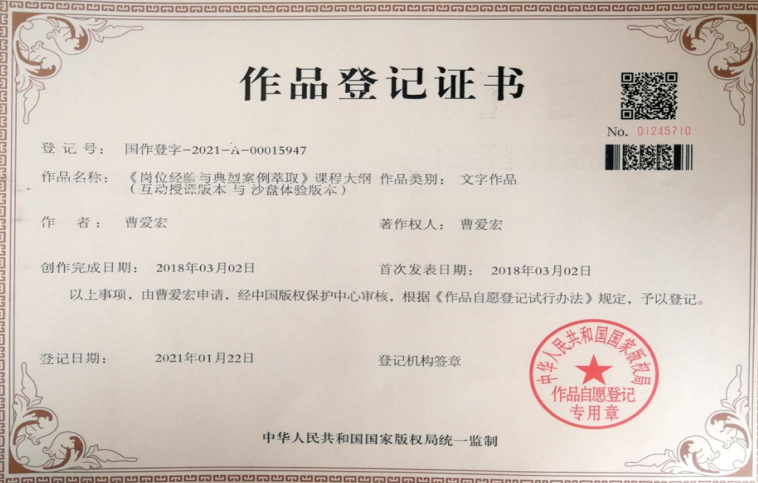 作品登记证书
No. 01245710
登 记 号： 国作登字-2021-A-00015947
作品名称： 《岗位经验与典型案例萃取》课程大纲 作品类别： 文字作品
（互动授课版本 与 沙盘体验版本）
作 者： 曹爱宏 著作权人： 曹爱宏
创作完成日期： 2018年03月02日 首次发表日期： 2018年03月02日
以上事项，由曹爱宏申请，经中国版权保护中心审核，根据《作品自愿登记试行办法》规定，予以登记。
登记日期： 2021年01月22日 登记机构签章
中华人民共和国国家版权局
作品自愿登记
专用章
中华人民共和国国家版权局统一监制